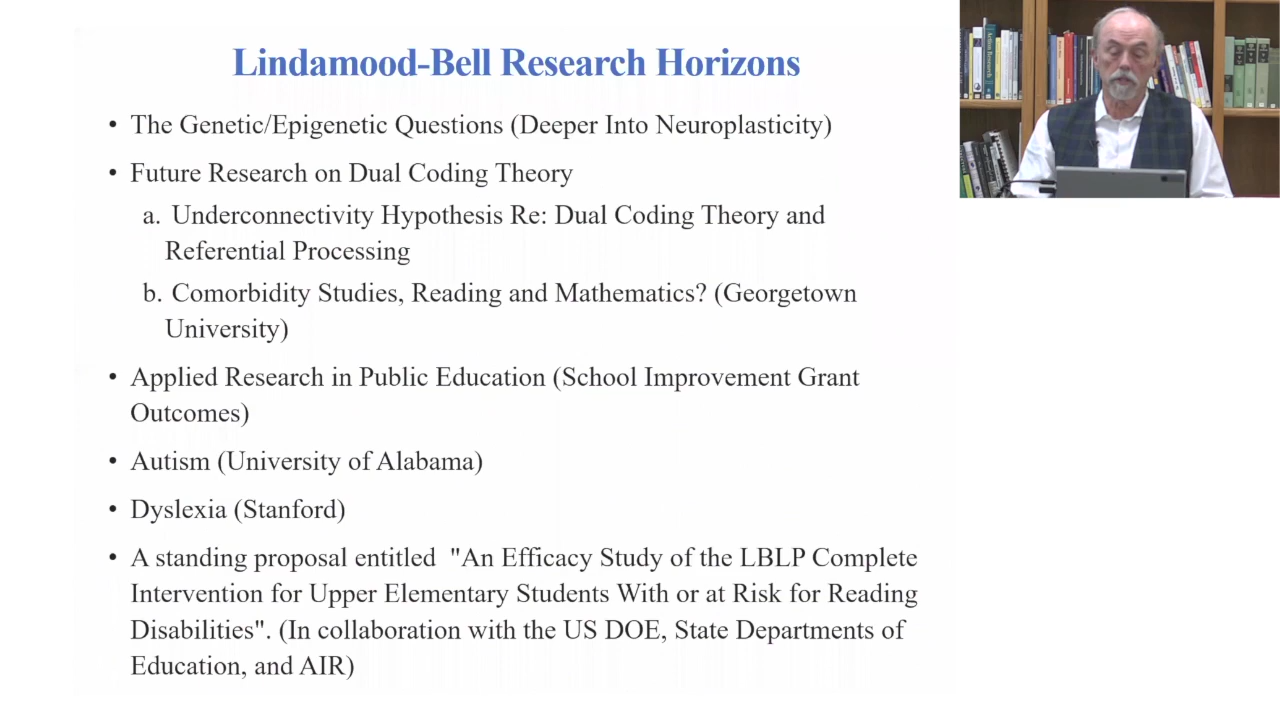 Lindamood-Bell Research Horizons
• The Genetic/Epigenetic Questions (Deeper Into Neuroplasticity)
• Future Research on Dual Coding Theory
a. Underconnectivity Hypothesis Re: Dual Coding Theory and
Referential Processing
b. Comorbidity Studies, Reading and Mathematics? (Georgetown
University)
• Applied Research in Public Education (School Improvement Grant
Outcomes)
• Autism (University of Alabama)
• Dyslexia (Stanford)
• A standing proposal entitled "An Efficacy Study of the LBLP Complete
Intervention for Upper Elementary Students With or at Risk for Reading
Disabilities". (In collaboration with the US DOE, State Departments of
Education, and AIR)